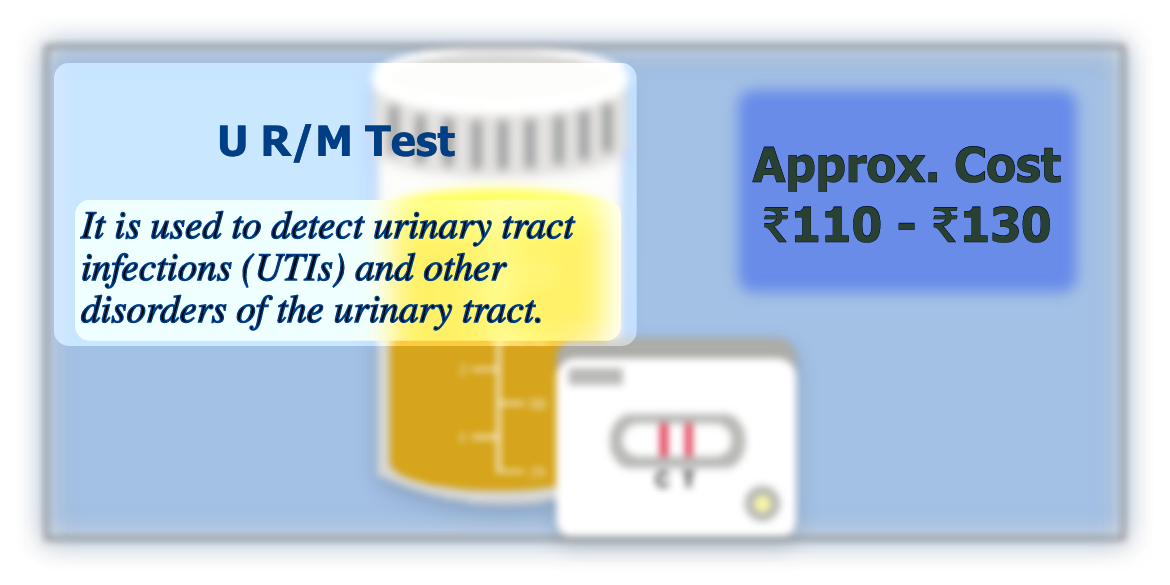 U R/M Test
It is used to detect urinary tract
infections (UTIs) and other
disorders of the urinary tract.
Approx. Cost
₹110 - ₹130
C T